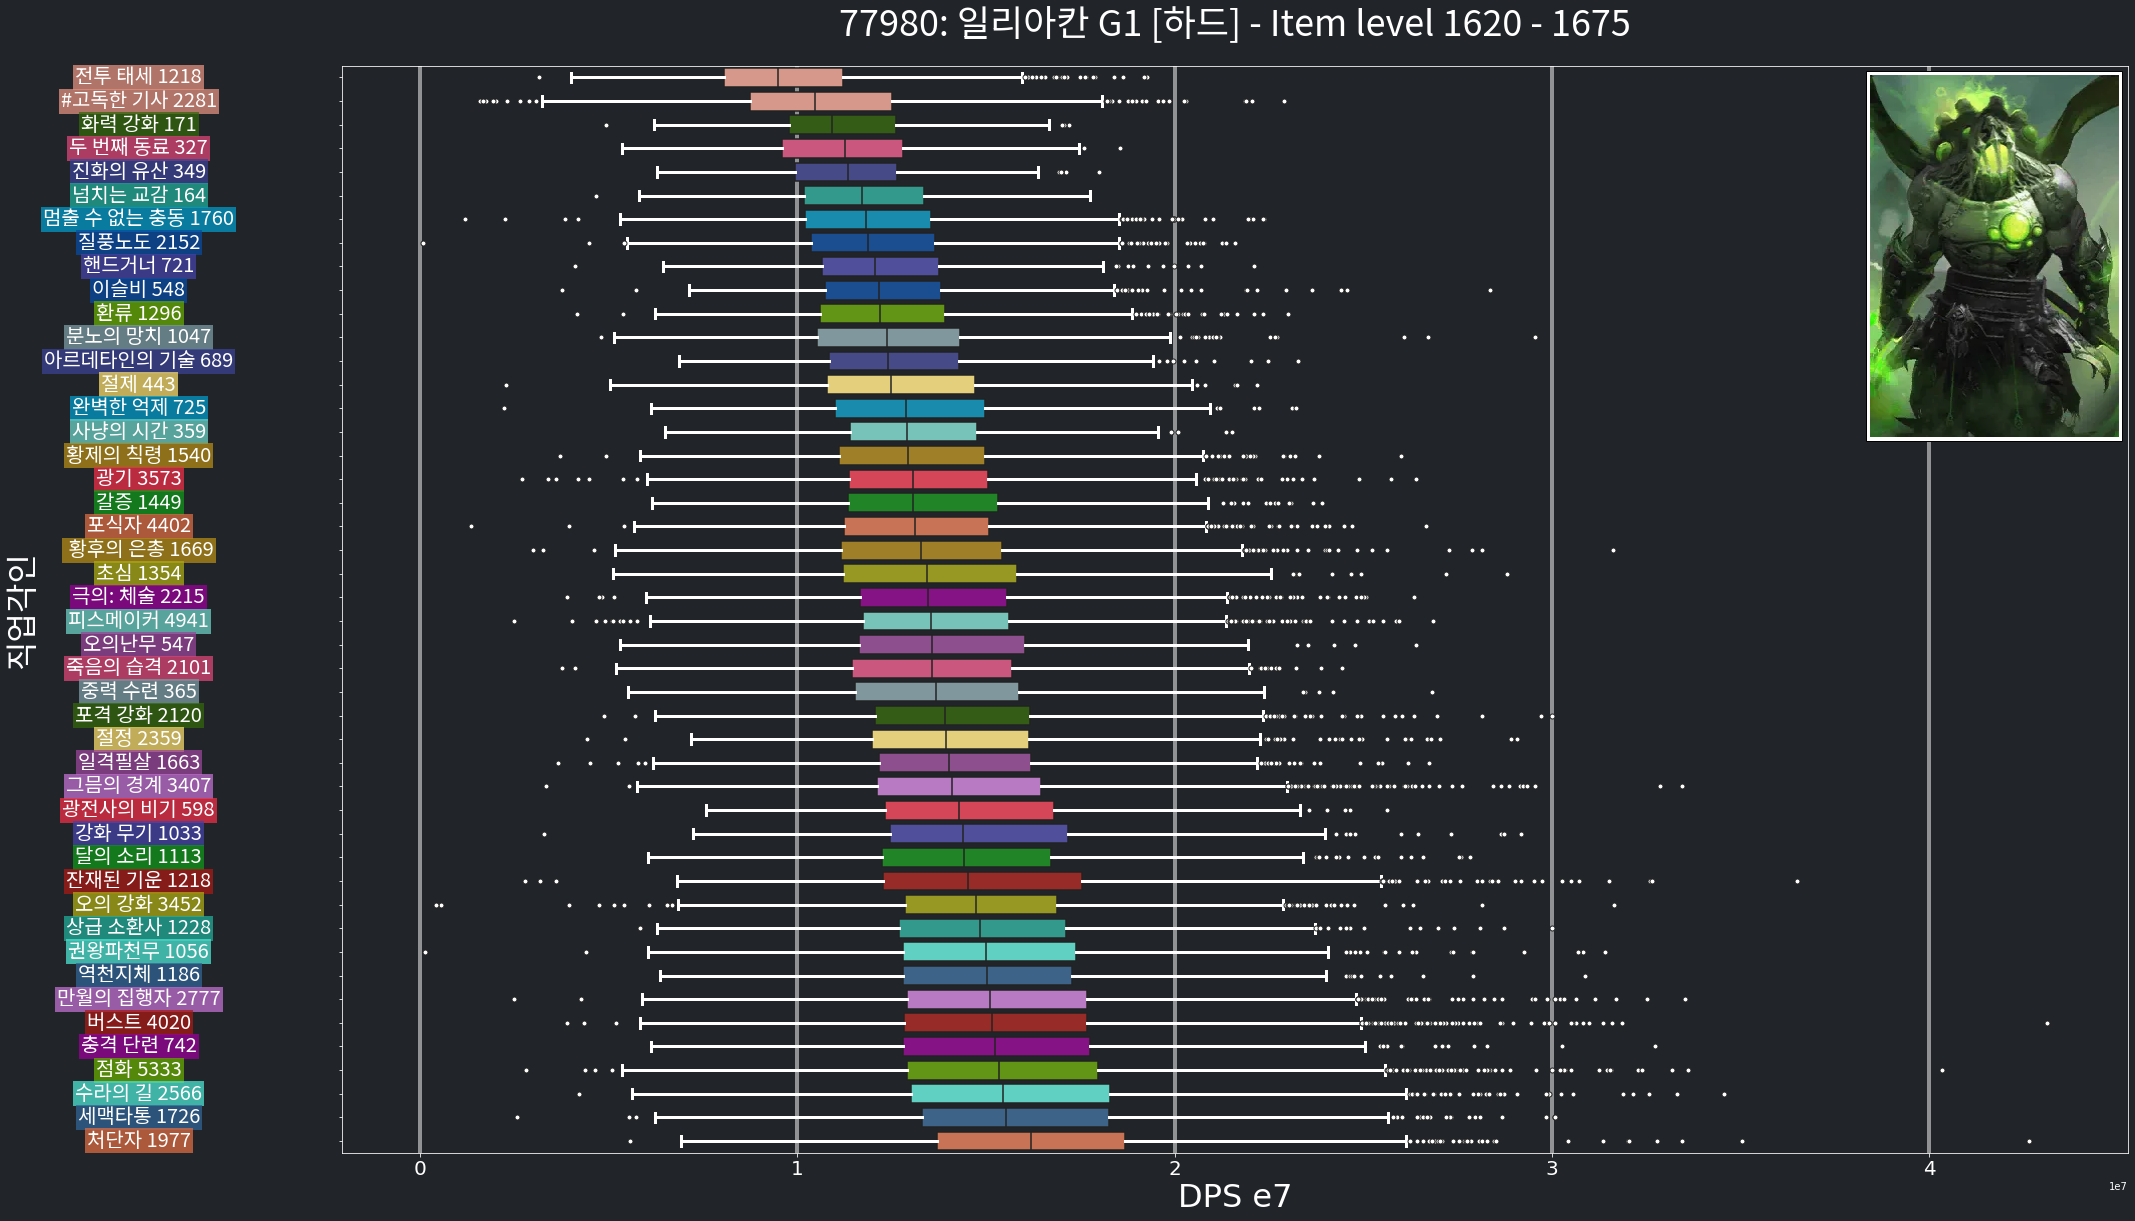 77980: 일리아칸 G1 [하드] - Item level 1620 - 1675
전투 태세 1218
#고독한 기사 2281
화력 강화 171
두 번째 동료 327
진화의 유산 349
넘치는 교감 164
멈출 수 없는 충동 1760
질풍노도 2152
핸드거너 721
이슬비 548
환류 1296
분노의 망치 1047
아르데타인의 기술 689
절제 443
완벽한 억제 725
사냥의 시간 359
황제의 칙령 1540
광기 3573
갈증 1449
포식자 4402
황후의 은총 1669
초심 1354
극의: 체술 2215
피스메이커 4941
오의난무 547
죽음의 습격 2101
중력 수련 365
포격 강화 2120
절정 2359
일격필살 1663
그믐의 경계 3407
광전사의 비기 598
강화 무기 1033
달의 소리 1113
잔재된 기운 1218
오의 강화 3452
상급 소환사 1228
권왕파천무 1056
역천지체 1186
만월의 집행자 2777
버스트 4020
충격 단련 742
점화 5333
수라의 길 2566
세맥타통 1726
처단자 1977
직업각인
0 1 2 3 4
DPS e7
1e7